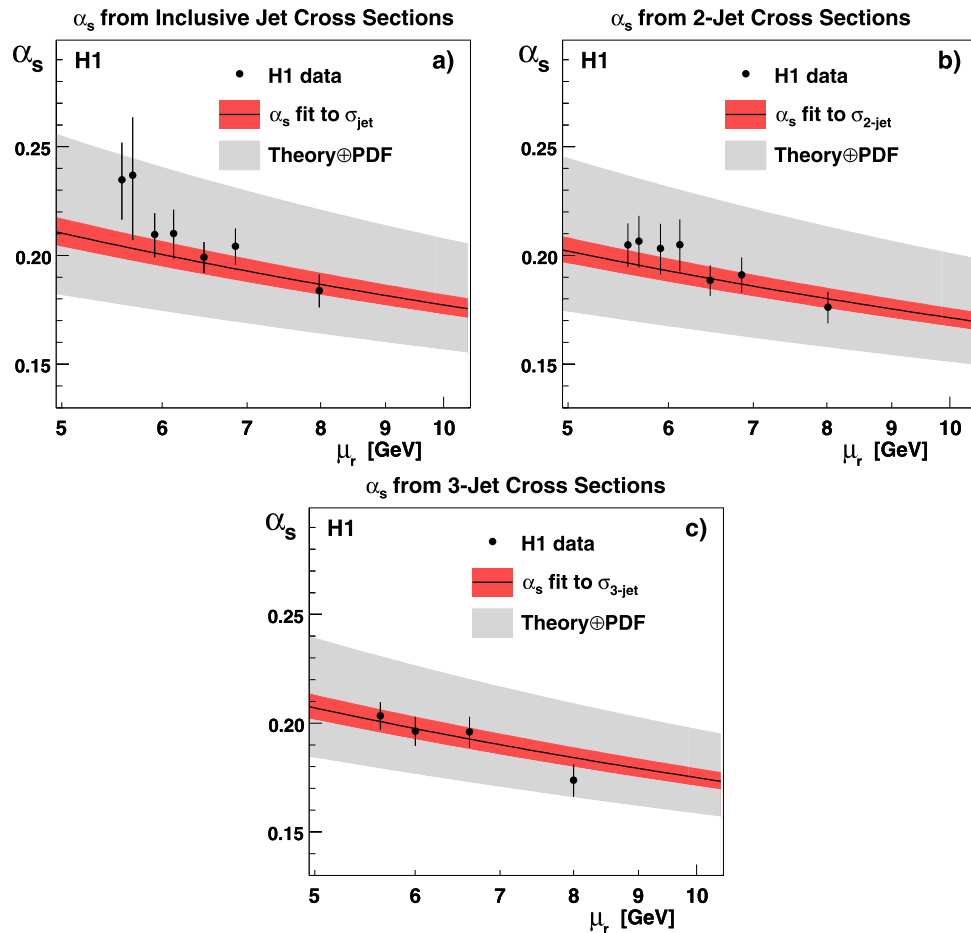 αs from Inclusive Jet Cross Sections
αs
H1
a)
H1 data
αs fit to σjet
Theory⊕PDF
0.25
0.20
0.15
5 6 7 8 9 10
μr [GeV]
αs from 2-Jet Cross Sections
αs
H1
b)
H1 data
αs fit to σ2-jet
Theory⊕PDF
0.25
0.20
0.15
5 6 7 8 9 10
μr [GeV]
αs from 3-Jet Cross Sections
αs
H1
c)
H1 data
αs fit to σ3-jet
Theory⊕PDF
0.25
0.20
0.15
5 6 7 8 9 10
μr [GeV]